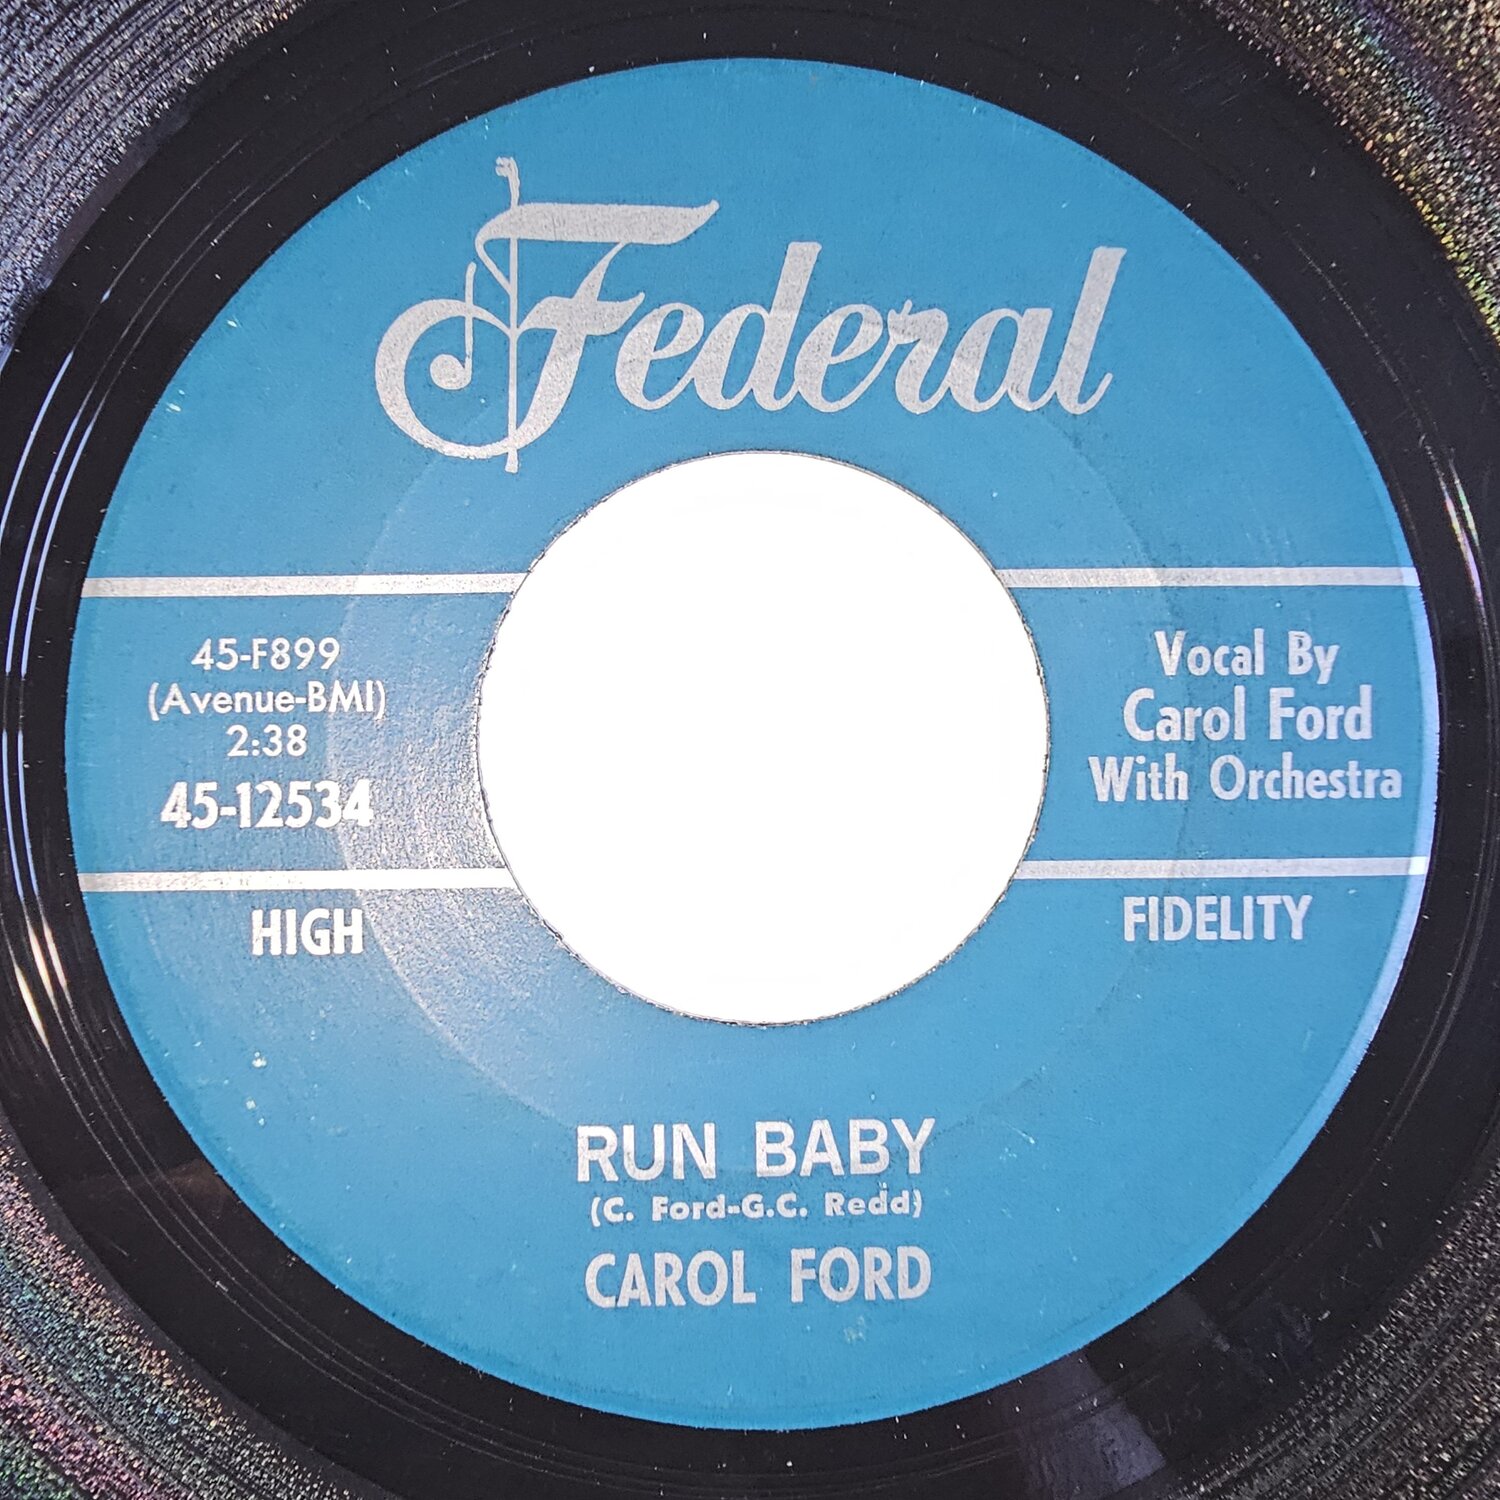 Federal
45-F899
(Avenue-BMI)
2:38
45-12534
Vocal By
Carol Ford
With Orchestra
HIGH
FIDELITY
RUN BABY
(C. Ford-G.C. Redd)
CAROL FORD